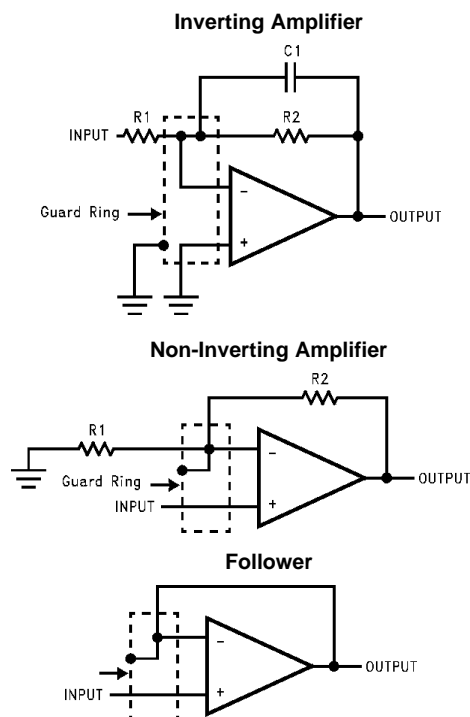 Inverting Amplifier
C1
R1
R2
INPUT
-
Guard Ring
OUTPUT
+
Non-Inverting Amplifier
R2
R1
-
Guard Ring
OUTPUT
INPUT
+
Follower
-
OUTPUT
INPUT
+